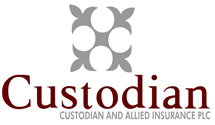 Custodian
CUSTODIAN AND ALLIED INSURANCE PLC